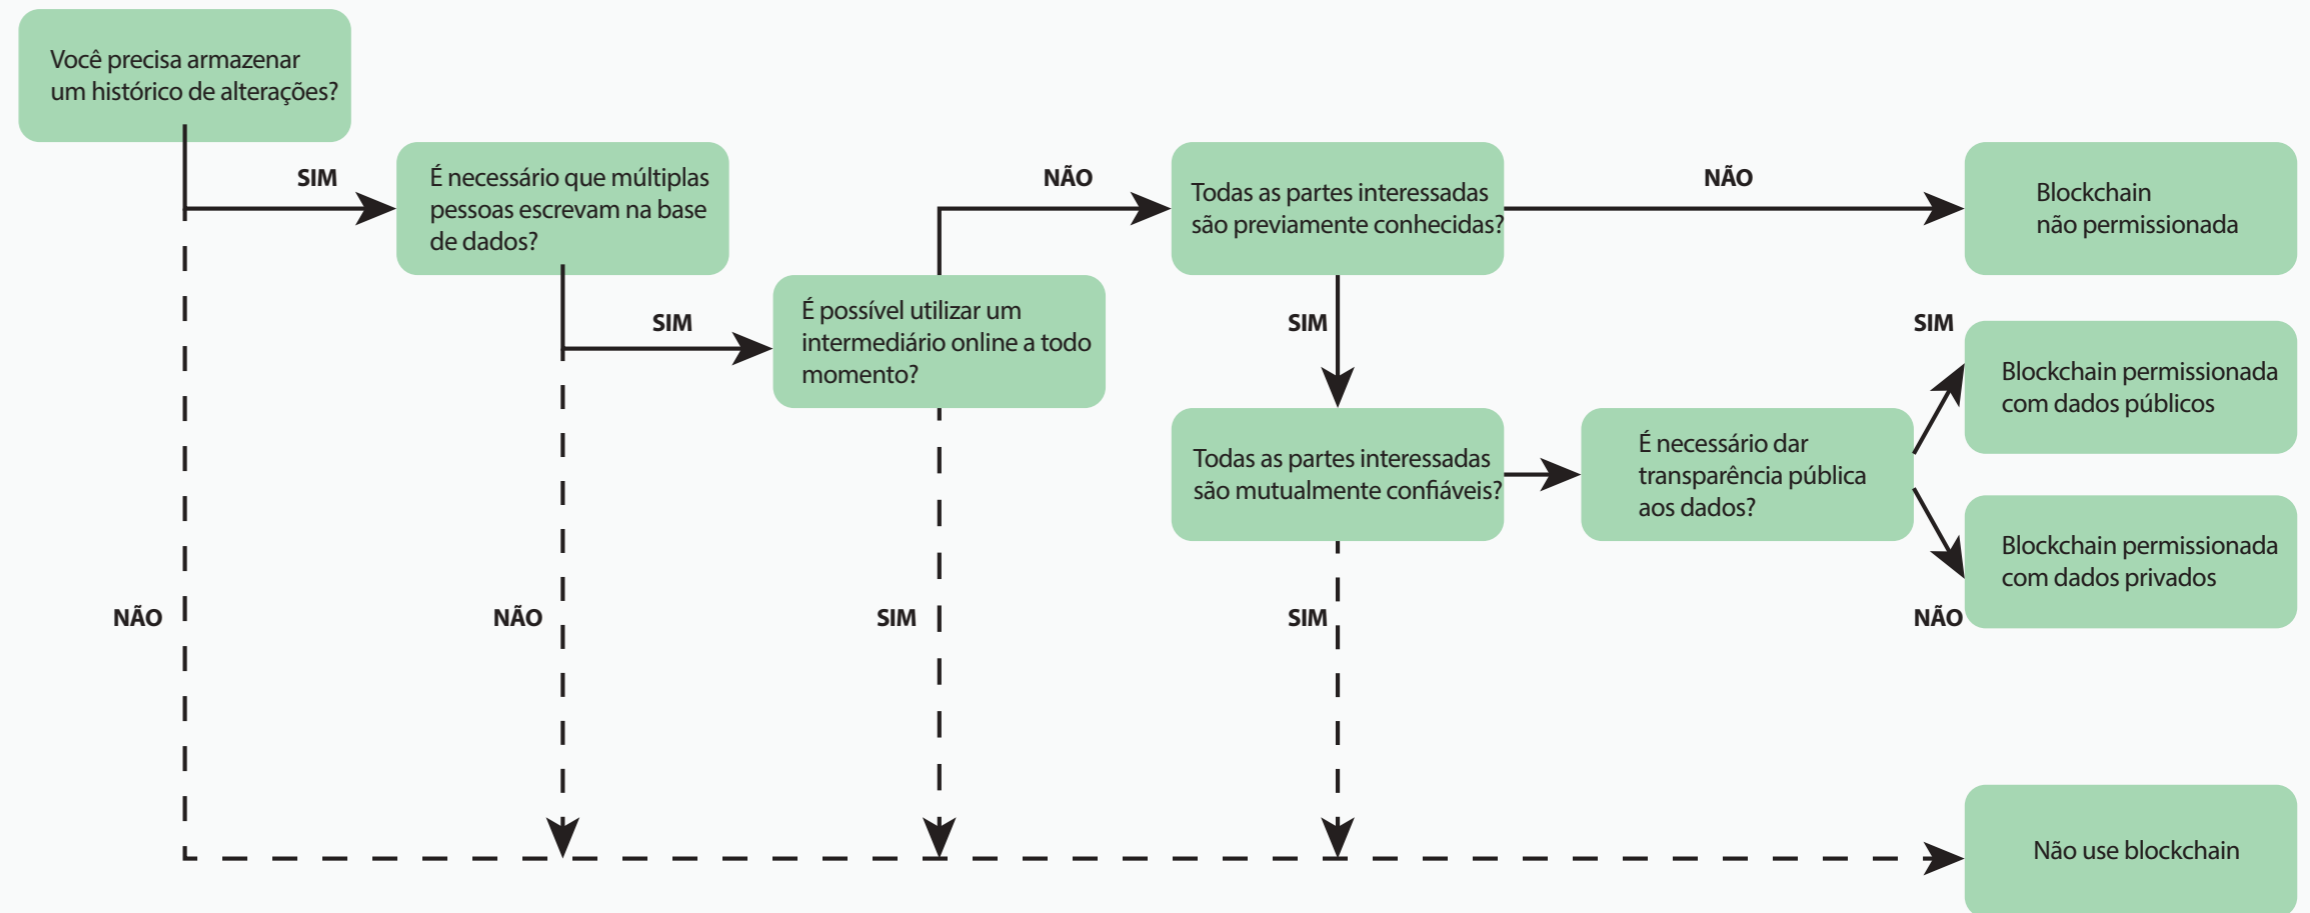 Você precisa armazenar
um histórico de alterações?
SIM
É necessário que múltiplas
pessoas escrevam na base
de dados?
SIM
É possível utilizar um
intermediário online a todo
momento?
NÃO
Todas as partes interessadas
são previamente conhecidas?
NÃO
Blockchain
não permissionada
SIM
Todas as partes interessadas
são mutualmente confiáveis?
É necessário dar
transparência pública
aos dados?
SIM
Blockchain permissionada
com dados públicos
Blockchain permissionada
com dados privados
NÃO
NÃO
NÃO
SIM
SIM
Não use blockchain